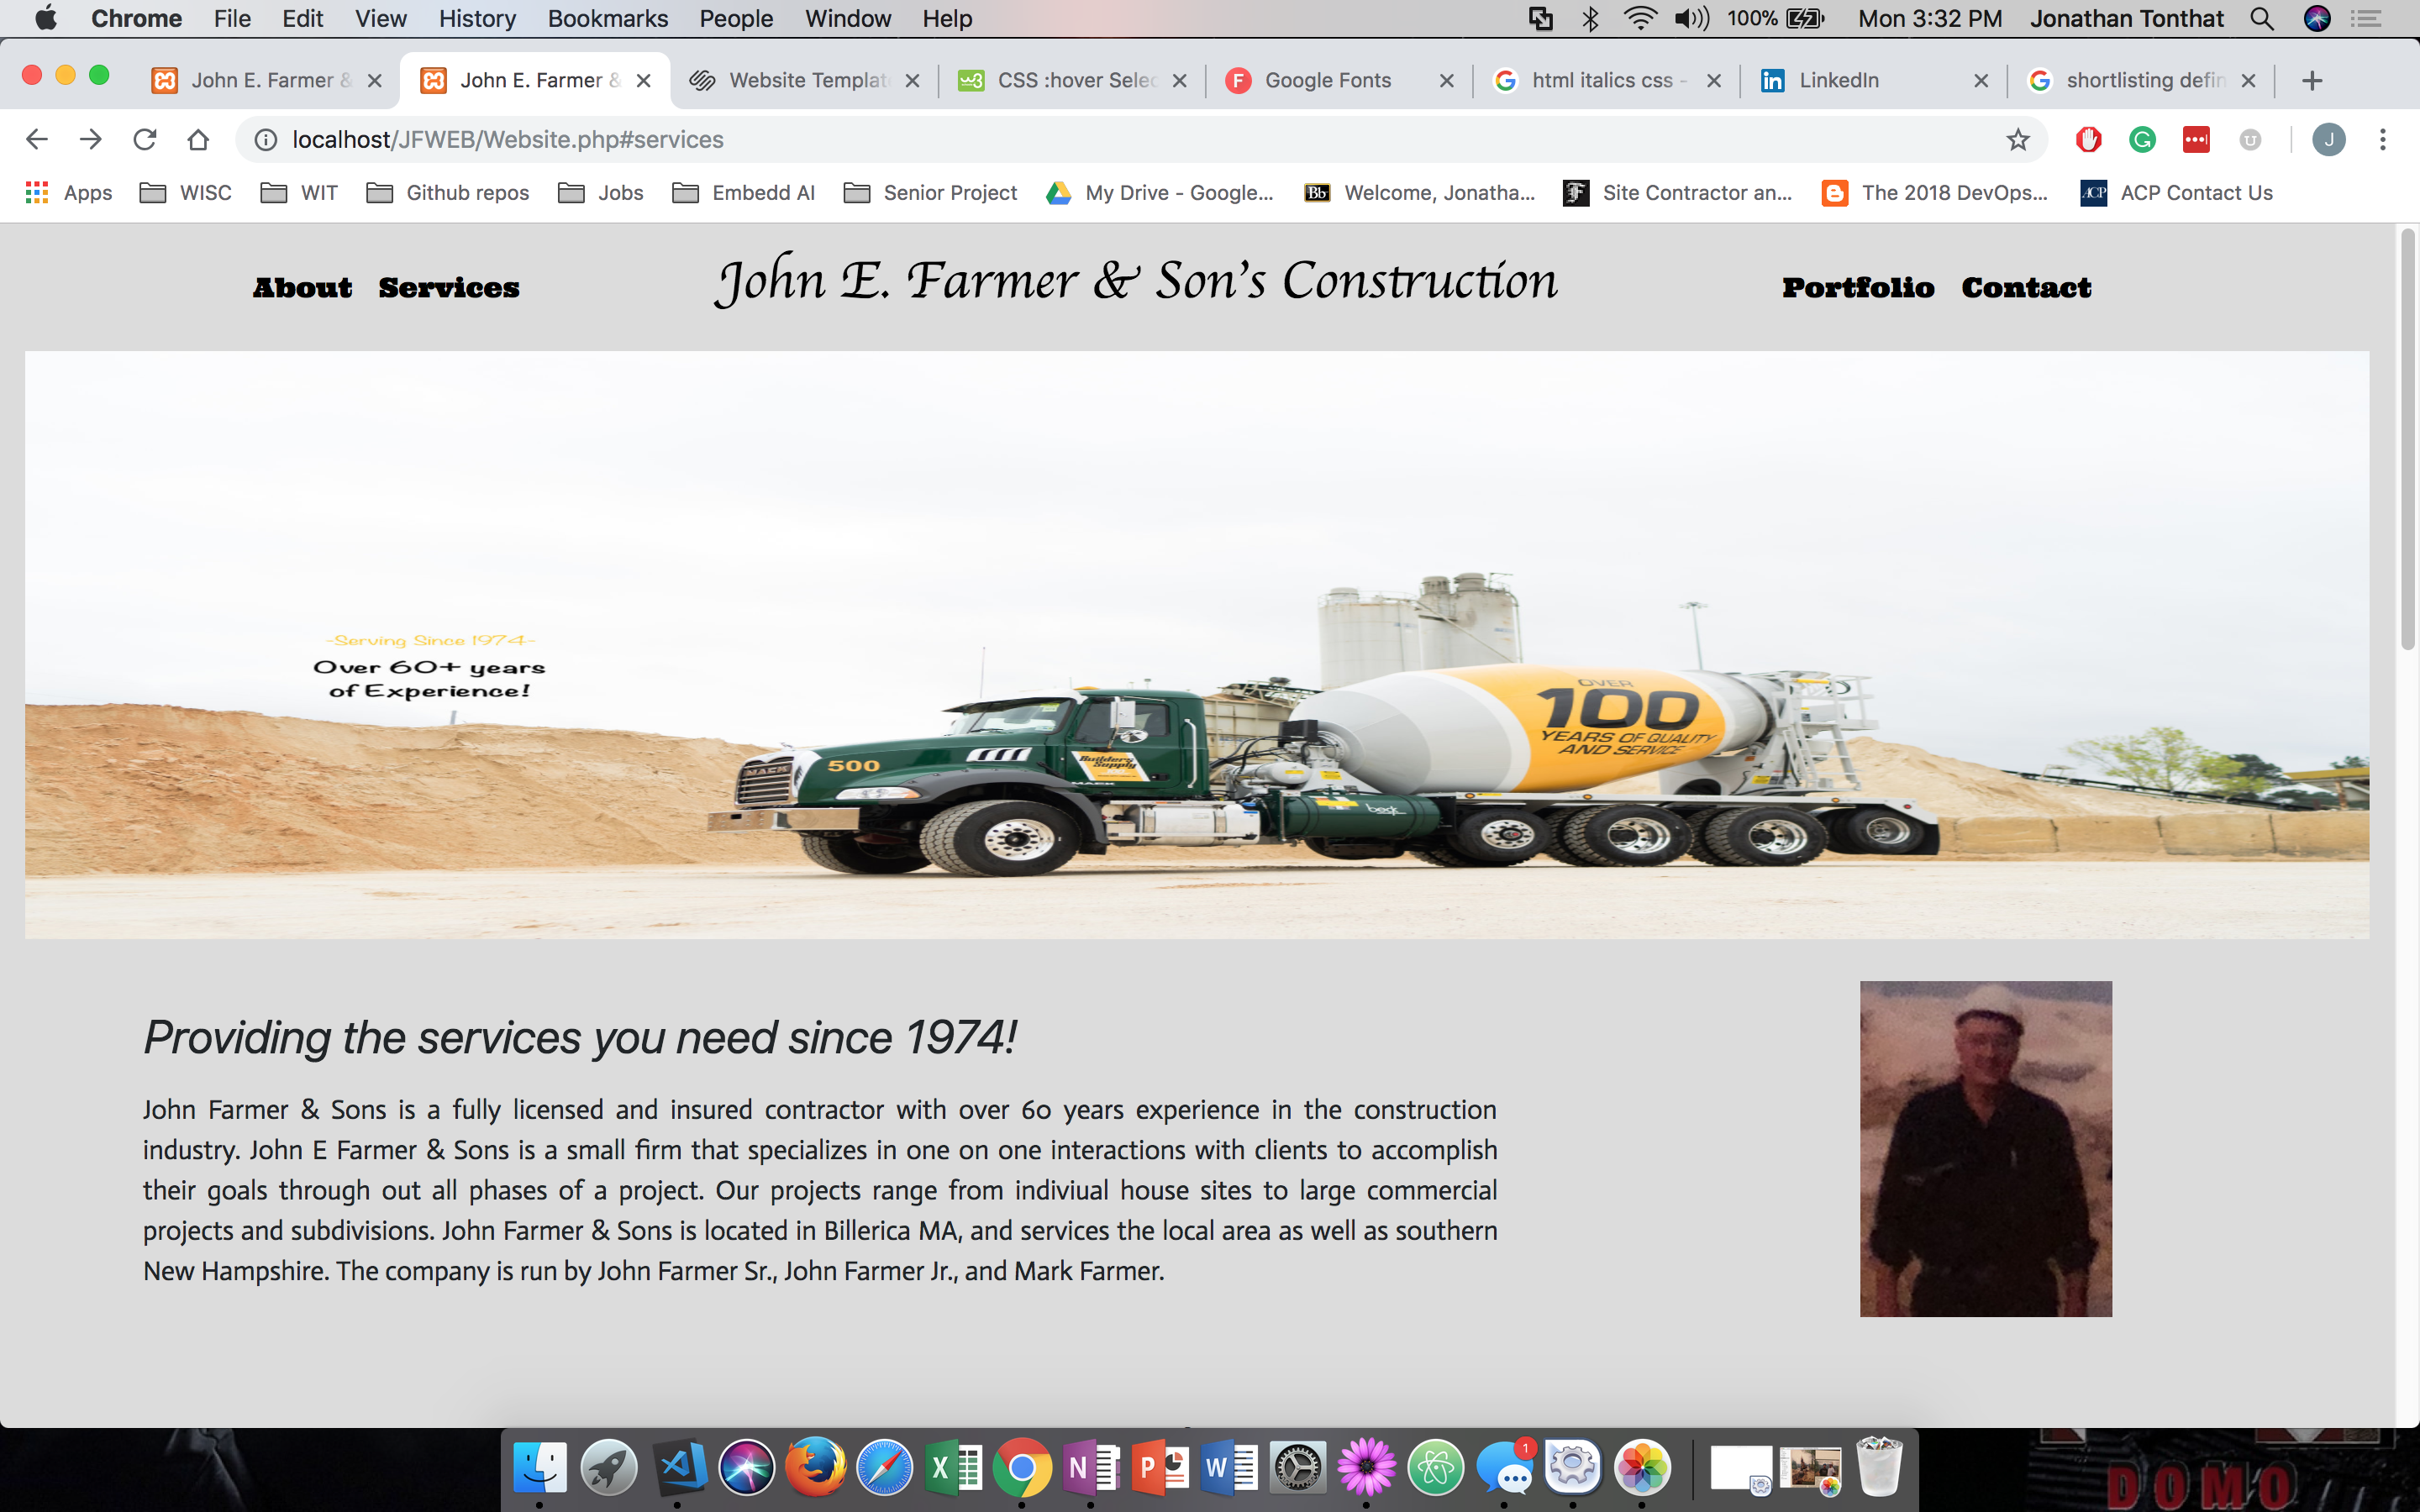 Chrome File Edit View History Bookmarks People Window Help 100% Mon 3:32 PM Jonathan Tonthat
John E. Farmer & John E. Farmer & Website Templat CSS :hover Selec Google Fonts html italics css - LinkedIn shortlisting defin
localhost/JFWEB/Website.php#services J
Apps WISC WIT Github repos Jobs Embedd AI Senior Project My Drive - Google... Bb Welcome, Jonatha... Site Contractor an... The 2018 DevOps... ACP ACP Contact Us
About Services John E. Farmer & Son's Construction Portfolio Contact
-Serving Since 1974-
Over 60+ years
of Experience!
OVER
100
YEARS OF QUALITY
AND SERVICE
500
MACK
Builders
Supply
MACK
beck
Providing the services you need since 1974!
John Farmer & Sons is a fully licensed and insured contractor with over 60 years experience in the construction
industry. John E Farmer & Sons is a small firm that specializes in one on one interactions with clients to accomplish
their goals through out all phases of a project. Our projects range from indiviual house sites to large commercial
projects and subdivisions. John Farmer & Sons is located in Billerica MA, and services the local area as well as southern
New Hampshire. The company is run by John Farmer Sr., John Farmer Jr., and Mark Farmer.
1
DOMO